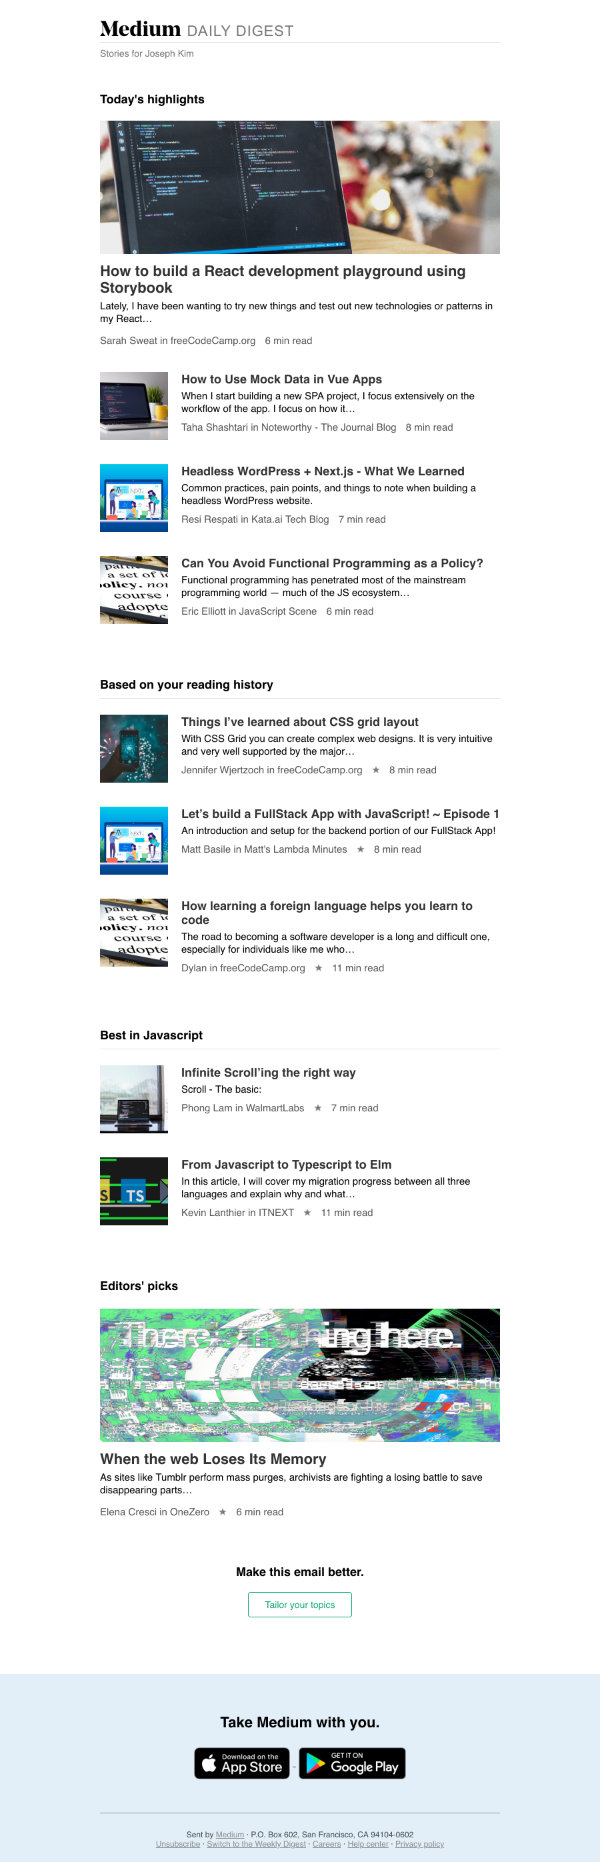 Medium DAILY DIGEST
Stories for Joseph Kim
Today's highlights
How to build a React development playground using
Storybook
Lately, I have been wanting to try new things and test out new technologies or patterns in
my React…
Sarah Sweat in freeCodeCamp.org 6 min read
How to Use Mock Data in Vue Apps
When I start building a new SPA project, I focus extensively on the
workflow of the app. I focus on how it…
Taha Shashtari in Noteworthy - The Journal Blog 8 min read
Headless WordPress + Next.js - What We Learned
Common practices, pain points, and things to note when building a
headless WordPress website.
Resi Respati in Kata.ai Tech Blog 7 min read
a set of
policy. no
course
adopte
Can You Avoid Functional Programming as a Policy?
Functional programming has penetrated most of the mainstream
programming world — much of the JS ecosystem…
Eric Elliott in JavaScript Scene 6 min read
Based on your reading history
Things I’ve learned about CSS grid layout
With CSS Grid you can create complex web designs. It is very intuitive
and very well supported by the major…
Jennifer Wjertzoch in freeCodeCamp.org ★ 8 min read
Let’s build a FullStack App with JavaScript! ~ Episode 1
An introduction and setup for the backend portion of our FullStack App!
Matt Basile in Matt's Lambda Minutes ★ 8 min read
a set of
policy. no
course
adopte
How learning a foreign language helps you learn to
code
The road to becoming a software developer is a long and difficult one,
especially for individuals like me who…
Dylan in freeCodeCamp.org ★ 11 min read
Best in Javascript
Infinite Scroll’ing the right way
Scroll - The basic:
Phong Lam in WalmartLabs ★ 7 min read
S TS
From Javascript to Typescript to Elm
In this article, I will cover my migration progress between all three
languages and explain why and what…
Kevin Lanthier in ITNEXT ★ 11 min read
Editors' picks
There here.
When the web Loses Its Memory
As sites like Tumblr perform mass purges, archivists are fighting a losing battle to save
disappearing parts…
Elena Cresci in OneZero ★ 6 min read
Make this email better.
Tailor your topics
Take Medium with you.
Download on the
App Store
GET IT ON
Google Play
Sent by Medium · P.O. Box 602, San Francisco, CA 94104-0602
Unsubscribe · Switch to the Weekly Digest · Careers · Help center · Privacy policy